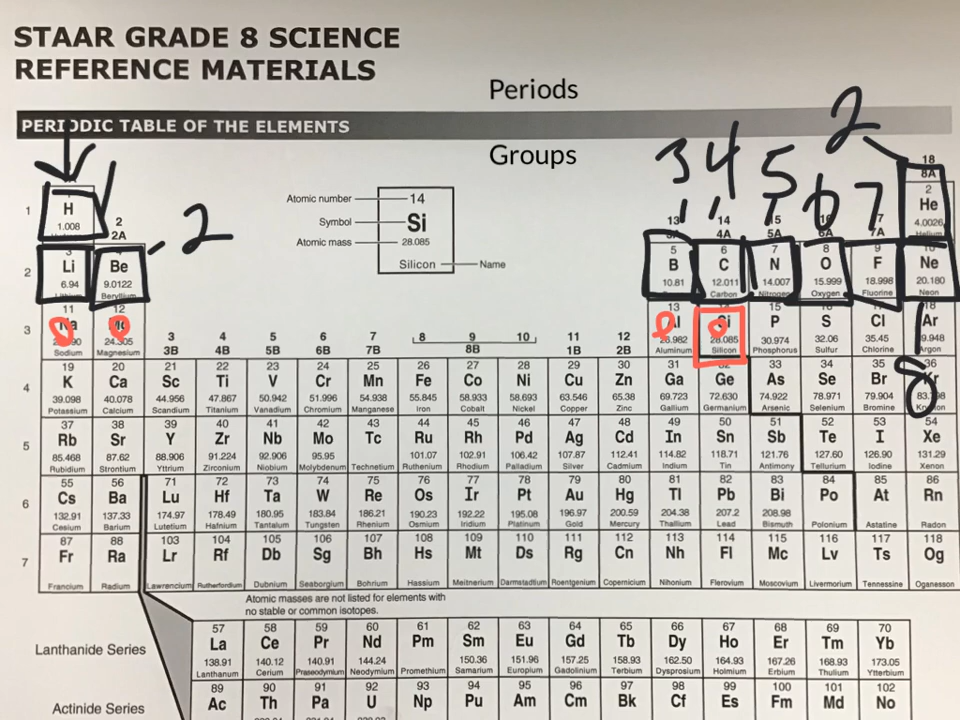 STAAR GRADE 8 SCIENCE
REFERENCE MATERIALS
Periods
PERIODIC TABLE OF THE ELEMENTS
Groups
3 4 5 6 7 2
18
8A
1 H 1.008
2 He 4.0026
Atomic number 14
Symbol Si
Atomic mass 28.085
Silicon Name
2
2A
2
13 14 15 16 17
3A 4A 5A 6A 7A
2 Li 6.94 Lithium
Be 9.0122 Beryllium
5 B 10.81
6 C 12.011 Carbon
7 N 14.007 Nitrogen
8 O 15.999 Oxygen
9 F 18.998 Fluorine
10 Ne 20.180 Neon
3
11 Na Sodium
12 Mg 24.305 Magnesium
3 4 5 6 7 8 9 10 11 12
3B 4B 5B 6B 7B 8B 1B 2B
13 Al 26.982 Aluminum
14 Si 28.085 Silicon
15 P 30.974 Phosphorus
16 S 32.06 Sulfur
17 Cl 35.45 Chlorine
18 Ar 39.948 Argon
8
4
19 20 21 22 23 24 25 26 27 28 29 30 31 32 33 34 35 36
K Ca Sc Ti V Cr Mn Fe Co Ni Cu Zn Ga Ge As Se Br Kr
39.098 40.078 44.956 47.867 50.942 51.996 54.938 55.845 58.933 58.693 63.546 65.38 69.723 72.630 74.922 78.971 79.904 83.798
Potassium Calcium Scandium Titanium Vanadium Chromium Manganese Iron Cobalt Nickel Copper Zinc Gallium Germanium Arsenic Selenium Bromine Krypton
5
37 38 39 40 41 42 43 44 45 46 47 48 49 50 51 52 53 54
Rb Sr Y Zr Nb Mo Tc Ru Rh Pd Ag Cd In Sn Sb Te I Xe
85.468 87.62 88.906 91.224 92.906 95.95 101.07 102.91 106.42 107.87 112.41 114.82 118.71 121.76 127.60 126.90 131.29
Rubidium Strontium Yttrium Zirconium Niobium Molybdenum Technetium Ruthenium Rhodium Palladium Silver Cadmium Indium Tin Antimony Tellurium Iodine Xenon
6
55 56 71 72 73 74 75 76 77 78 79 80 81 82 83 84 85 86
Cs Ba Lu Hf Ta W Re Os Ir Pt Au Hg Tl Pb Bi Po At Rn
132.91 137.33 174.97 178.49 180.95 183.84 186.21 190.23 192.22 195.08 196.97 200.59 204.38 207.2 208.98
Cesium Barium Lutetium Hafnium Tantalum Tungsten Rhenium Osmium Iridium Platinum Gold Mercury Thallium Lead Bismuth Polonium Astatine Radon
7
87 88 103 104 105 106 107 108 109 110 111 112 113 114 115 116 117 118
Fr Ra Lr Rf Db Sg Bh Hs Mt Ds Rg Cn Nh Fl Mc Lv Ts Og
Francium Radium Lawrencium Rutherfordium Dubnium Seaborgium Bohrium Hassium Meitnerium Darmstadtium Roentgenium Copernicium Nihonium Flerovium Moscovium Livermorium Tennessine Oganesson
Atomic masses are not listed for elements with
no stable or common isotopes.
Lanthanide Series
57 58 59 60 61 62 63 64 65 66 67 68 69 70
La Ce Pr Nd Pm Sm Eu Gd Tb Dy Ho Er Tm Yb
138.91 140.12 140.91 144.24 150.36 151.96 157.25 158.93 162.50 164.93 167.26 168.93 173.05
Lanthanum Cerium Praseodymium Neodymium Promethium Samarium Europium Gadolinium Terbium Dysprosium Holmium Erbium Thulium Ytterbium
Actinide Series
89 90 91 92 93 94 95 96 97 98 99 100 101 102
Ac Th Pa U Np Pu Am Cm Bk Cf Es Fm Md No